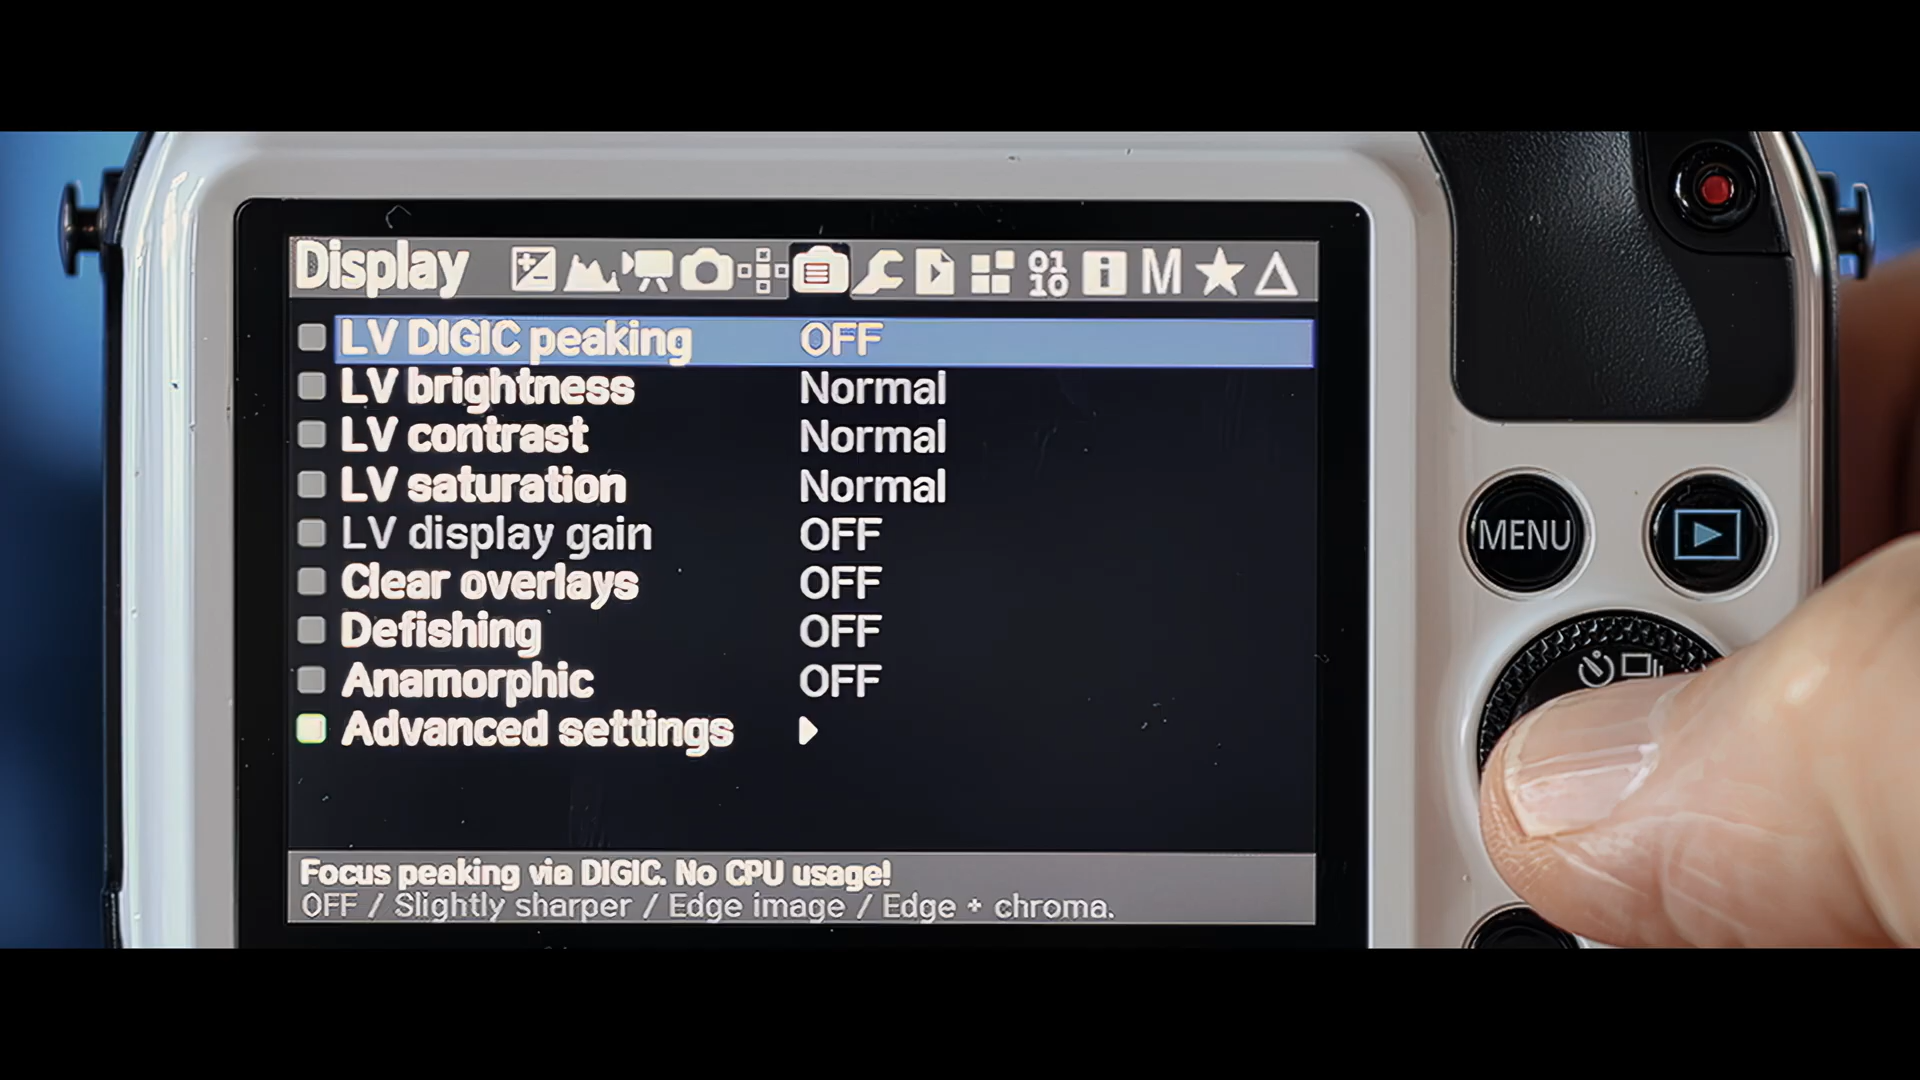 Display 01 10 i M
LV DIGIC peaking OFF
LV brightness Normal
LV contrast Normal
LV saturation Normal
LV display gain OFF
Clear overlays OFF
Defishing OFF
Anamorphic OFF
Advanced settings
Focus peaking via DIGIC. No CPU usage!
OFF / Slightly sharper / Edge image / Edge + chroma.
MENU